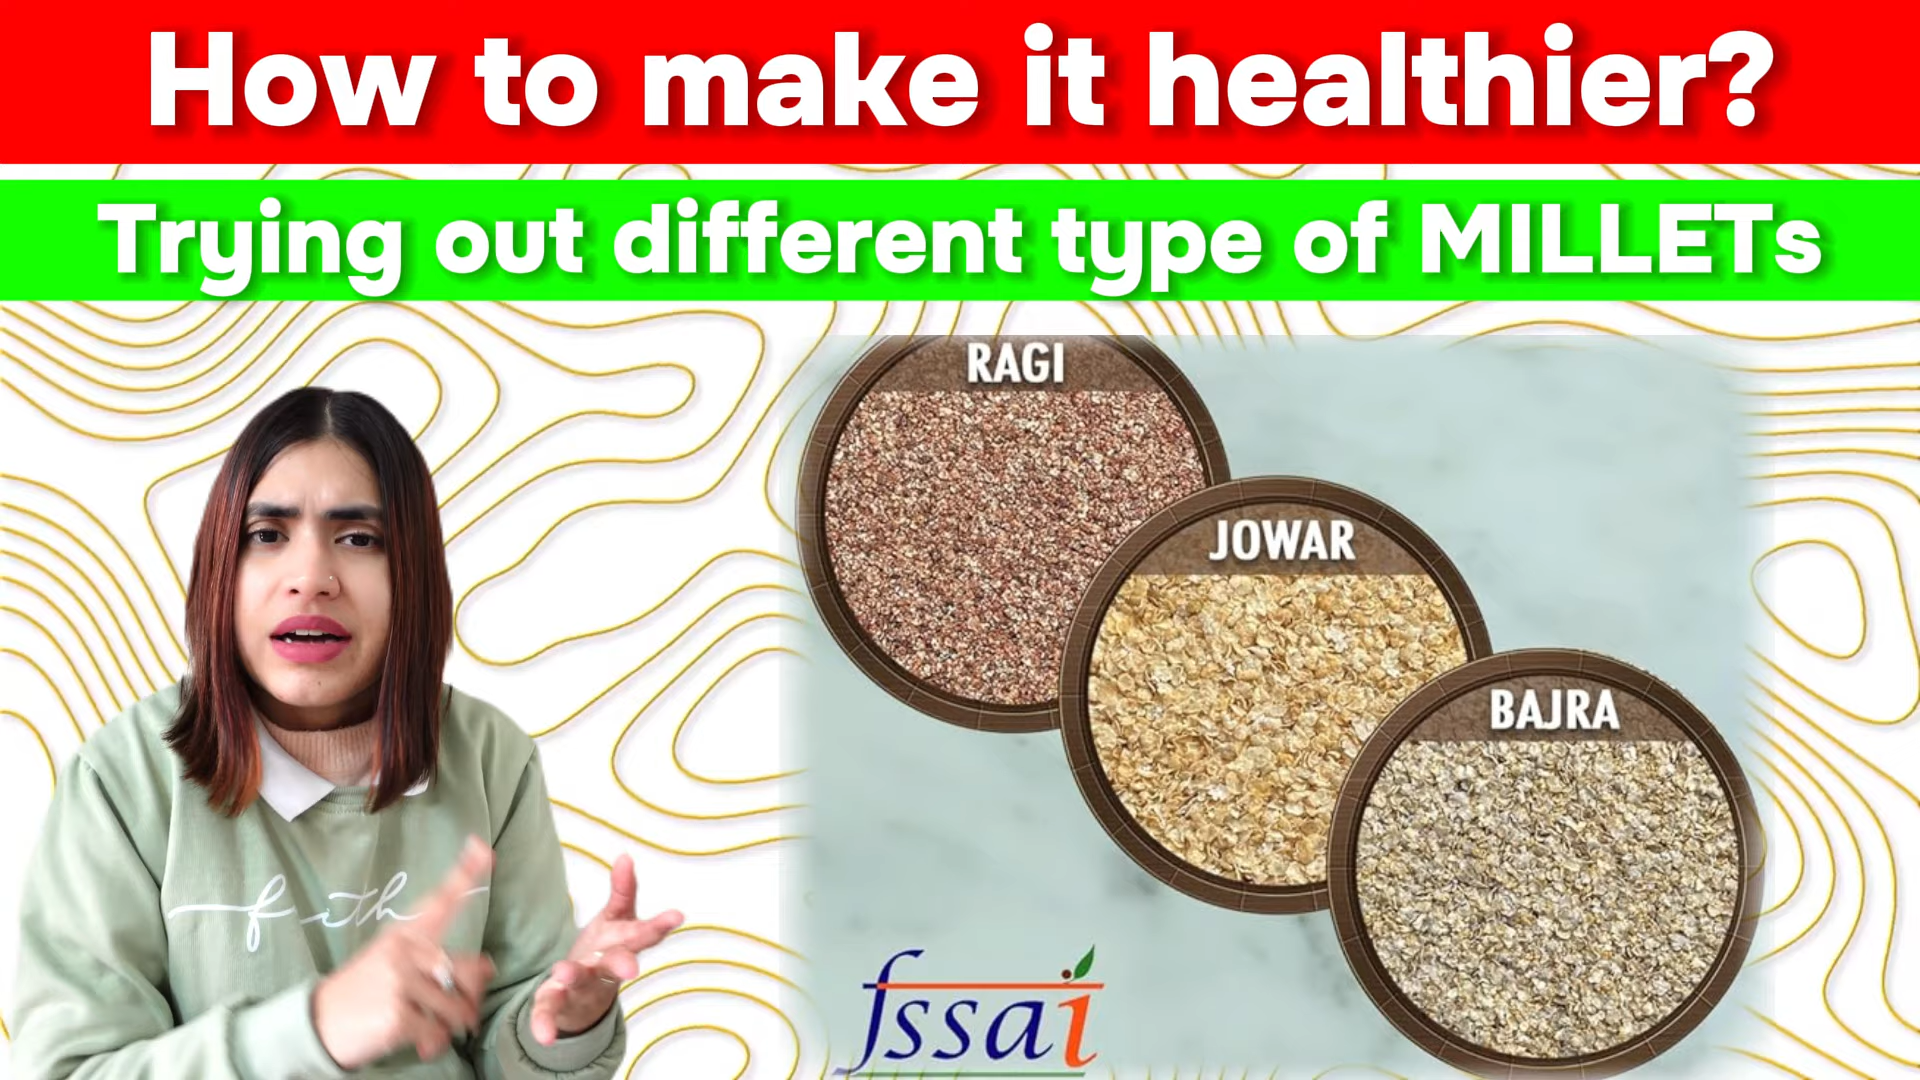 How to make it healthier?
Trying out different type of MILLETs
RAGI
JOWAR
BAJRA
fssai